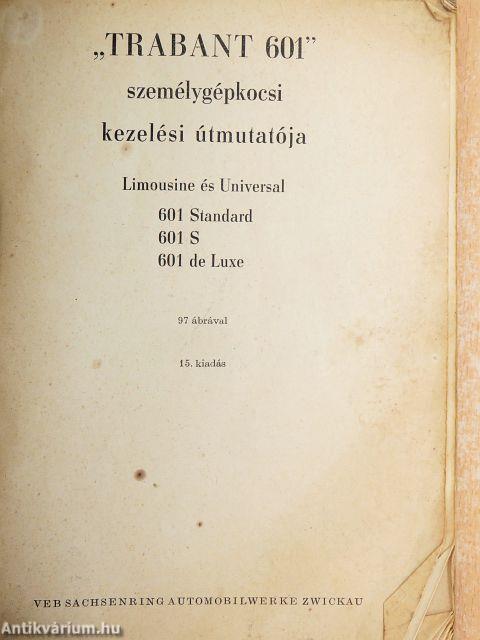 „TRABANT 601”
személygépkocsi
kezelési útmutatója
Limousine és Universal
601 Standard
601 S
601 de Luxe
97 ábrával
15. kiadás
VEB SACHSENRING AUTOMOBILWERKE ZWICKAU
Antikvárium.hu